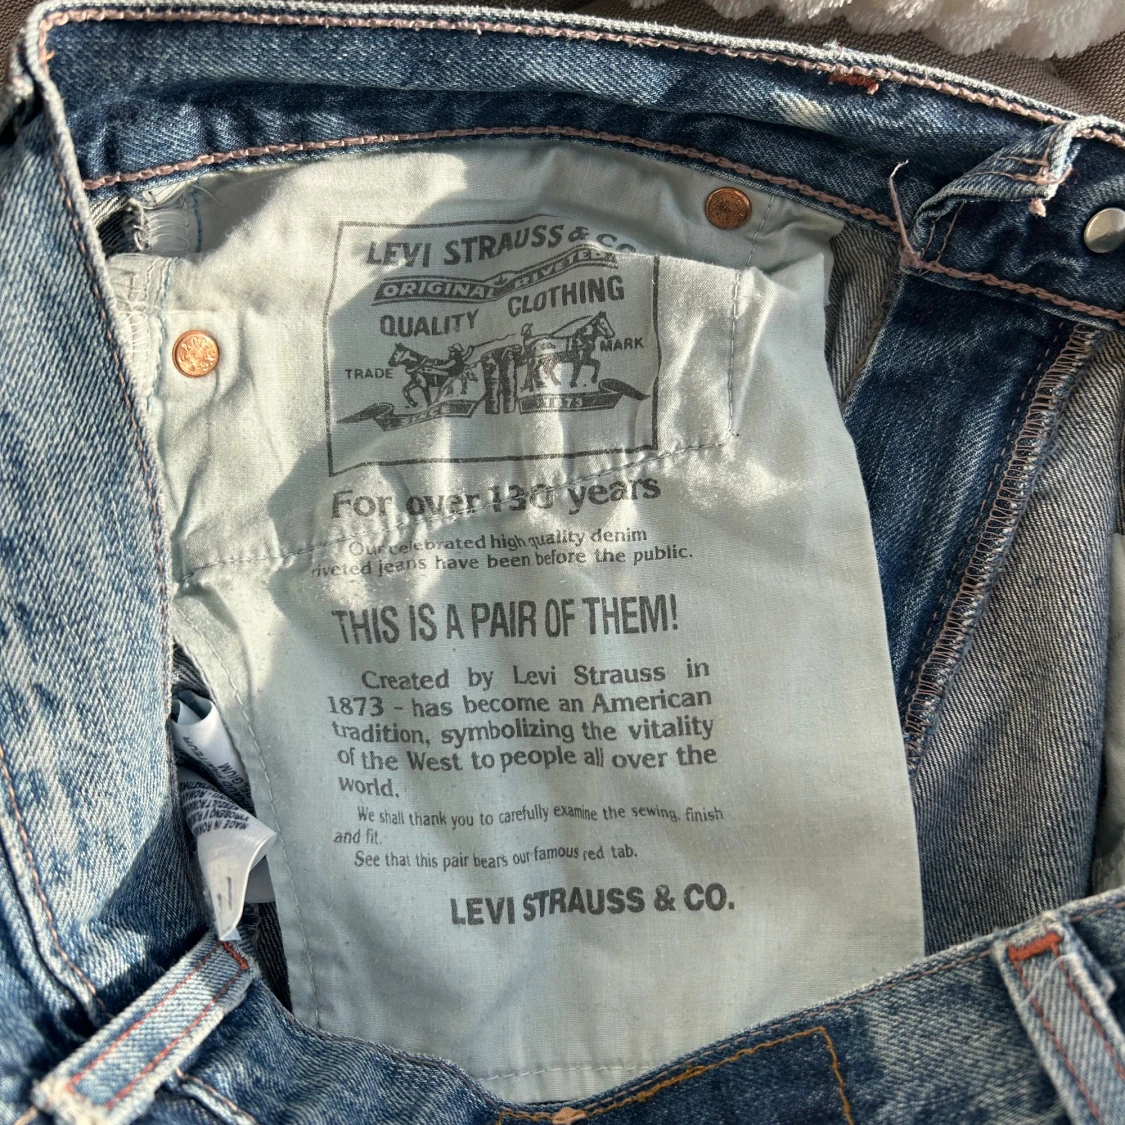 LEVI STRAUSS & CO
ORIGINAL RIVETED
QUALITY CLOTHING
TRADE MARK
For over 130 years
Our celebrated high quality denim
riveted jeans have been before the public.
THIS IS A PAIR OF THEM!
Created by Levi Strauss in
1873 - has become an American
tradition, symbolizing the vitality
of the West to people all over the
world.
We shall thank you to carefully examine the sewing, finish
and fit.
See that this pair bears our famous red tab.
LEVI STRAUSS & CO.
MADE IN